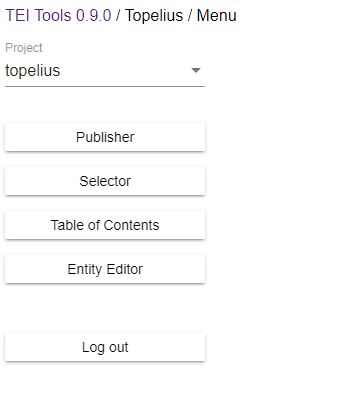 TEI Tools 0.9.0 / Topelius / Menu
Project
topelius
Publisher
Selector
Table of Contents
Entity Editor
Log out